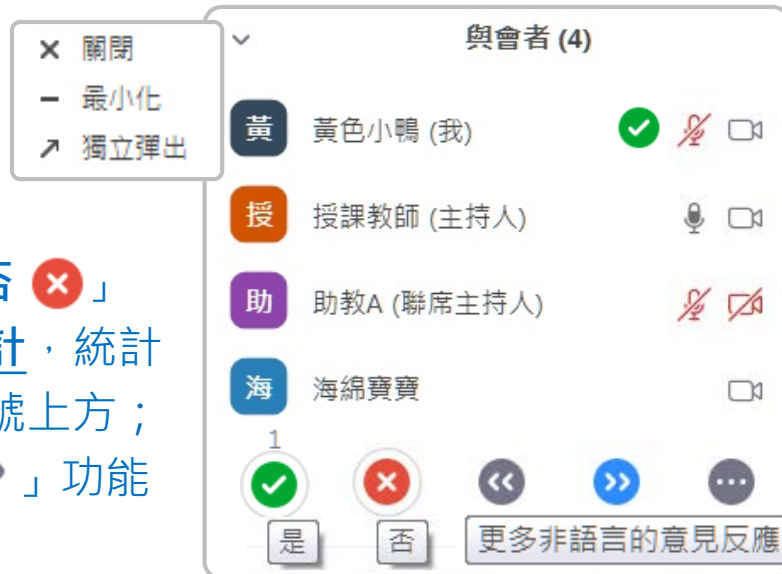 關閉
最小化
獨立彈出
與會者 (4)
黃 黃色小鴨 (我)
授 授課教師 (主持人)
助 助教A (聯席主持人)
海 海綿寶寶
1
是
否
更多非語言的意見反應
否 」
計，統計
號上方；
」功能